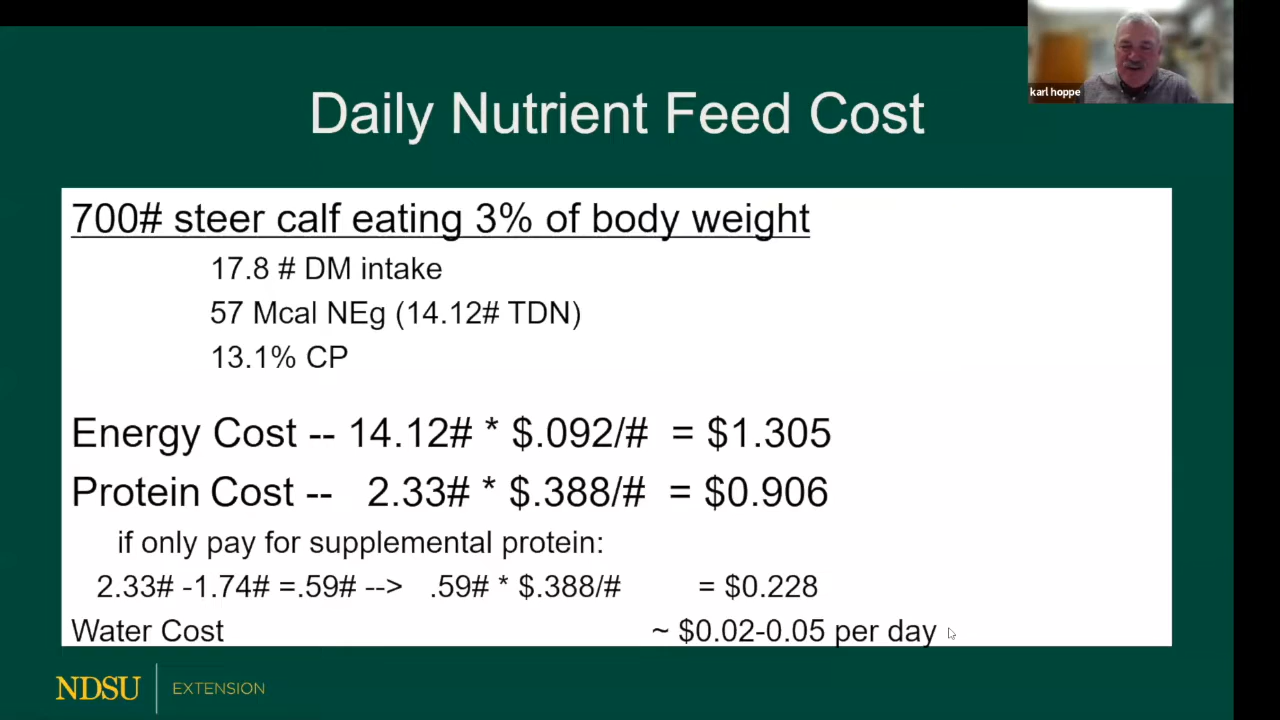 karl hoppe
Daily Nutrient Feed Cost
700# steer calf eating 3% of body weight
17.8 # DM intake
57 Mcal NEg (14.12# TDN)
13.1% CP
Energy Cost -- 14.12# * $.092/# = $1.305
Protein Cost -- 2.33# * $.388/# = $0.906
if only pay for supplemental protein:
2.33# -1.74# =.59# --> .59# * $.388/# = $0.228
Water Cost ~ $0.02-0.05 per day
NDSU EXTENSION